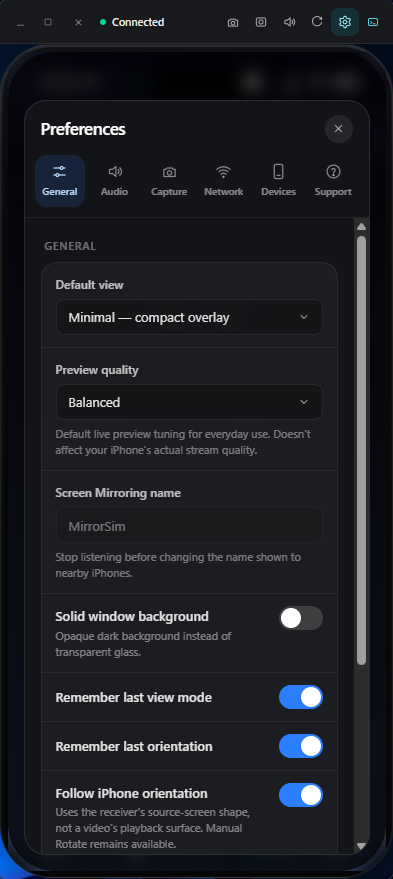 Connected
Preferences
General
Audio
Capture
Network
Devices
Support
GENERAL
Default view
Minimal — compact overlay
Preview quality
Balanced
Default live preview tuning for everyday use. Doesn't
affect your iPhone's actual stream quality.
Screen Mirroring name
MirrorSim
Stop listening before changing the name shown to
nearby iPhones.
Solid window background
Opaque dark background instead of
transparent glass.
Remember last view mode
Remember last orientation
Follow iPhone orientation
Uses the receiver's source-screen shape,
not a video's playback surface. Manual
Rotate remains available.